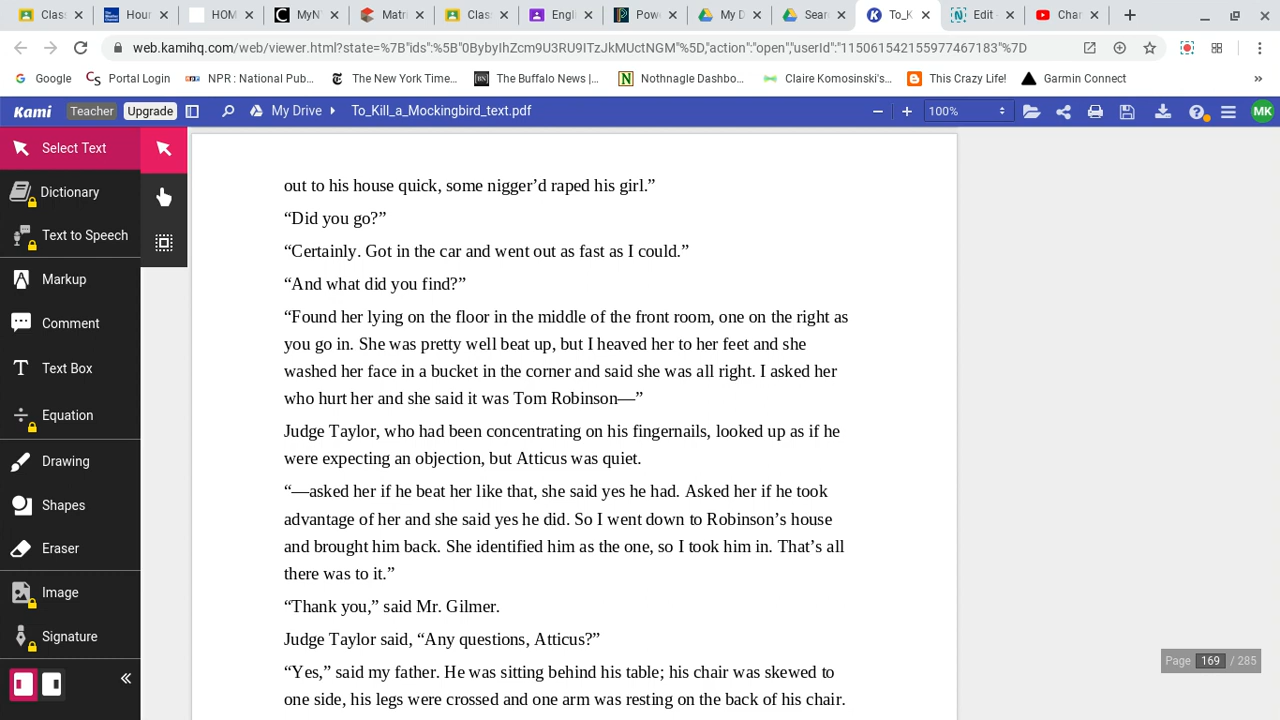 Class
Hour
HOM
MyN
Matri
Class
Engli
Powe
My D
Sear
To_K
Edit -
Char
web.kamihq.com/web/viewer.html?state=%7B"ids":%5B"0BybyIhZcm9U3RU9ITzJkMUctNGM"%5D,"action":"open","userId":"115061542155977467183"%7D
Google
Portal Login
NPR : National Pub...
The New York Time...
The Buffalo News |...
Nothnagle Dashbo...
Claire Komosinski's...
This Crazy Life!
Garmin Connect
»
Kami Teacher Upgrade My Drive To_Kill_a_Mockingbird_text.pdf 100% MK
Select Text
Dictionary
Text to Speech
Markup
Comment
Text Box
Equation
Drawing
Shapes
Eraser
Image
Signature
out to his house quick, some nigger’d raped his girl.”
“Did you go?”
“Certainly. Got in the car and went out as fast as I could.”
“And what did you find?”
“Found her lying on the floor in the middle of the front room, one on the right as
you go in. She was pretty well beat up, but I heaved her to her feet and she
washed her face in a bucket in the corner and said she was all right. I asked her
who hurt her and she said it was Tom Robinson—”
Judge Taylor, who had been concentrating on his fingernails, looked up as if he
were expecting an objection, but Atticus was quiet.
“—asked her if he beat her like that, she said yes he had. Asked her if he took
advantage of her and she said yes he did. So I went down to Robinson’s house
and brought him back. She identified him as the one, so I took him in. That’s all
there was to it.”
“Thank you,” said Mr. Gilmer.
Judge Taylor said, “Any questions, Atticus?”
“Yes,” said my father. He was sitting behind his table; his chair was skewed to
one side, his legs were crossed and one arm was resting on the back of his chair.
Page 169 / 285